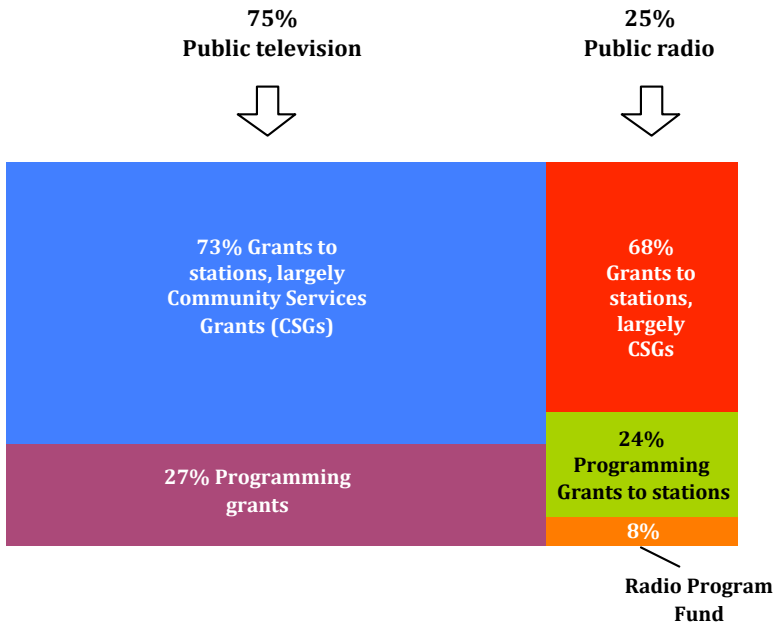 75%
Public television
25%
Public radio
73% Grants to
stations, largely
Community Services
Grants (CSGs)
68%
Grants to
stations,
largely
CSGs
27% Programming
grants
24%
Programming
Grants to stations
8%
Radio Program
Fund